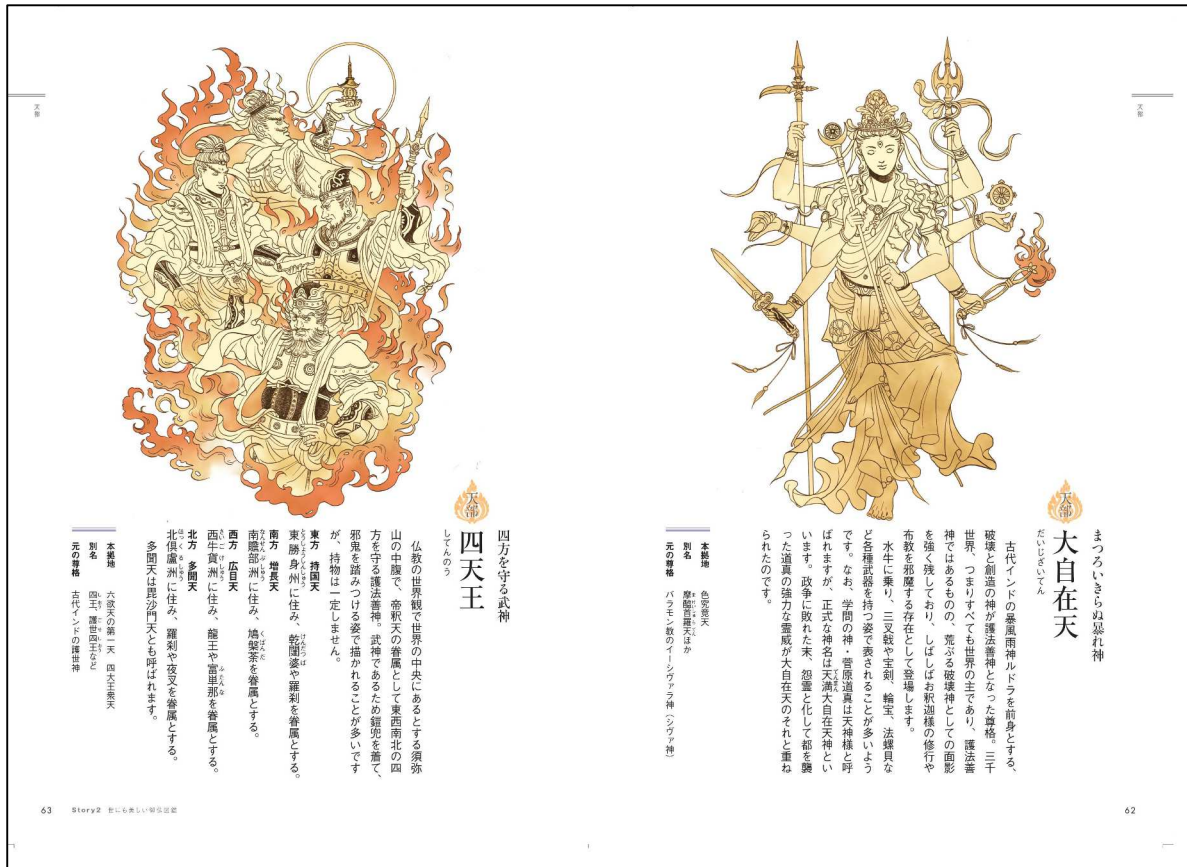 天部
まつろいきらぬ暴れ神
天部
大自在天
だいじざいてん
古代インドの暴風雨神ルドラを前身とする、
破壊と創造の神が護法善神となった尊格。三千
世界、つまりすべても世界の主であり、護法善
神ではあるものの、荒ぶる破壊神としての面影
を強く残しており、しばしばお釈迦様の修行や
布教を邪魔する存在として登場します。
水牛に乗り、三叉戟や宝剣、輪宝、法螺貝な
ど各種武器を持つ姿で表されることが多いよう
です。なお、学問の神・菅原道真は天神様と呼
ばれますが、正式な神名は天満大自在天神とい
います。政争に敗れた末、怨霊と化して都を襲
った道真の強力な霊威が大自在天のそれと重ね
られたのです。
本拠地 色究竟天
別名 摩醯首羅天ほか
元の尊格 バラモン教のイーシヴァラ神（シヴァ神）
62
四方を守る武神
天部
四天王
してんのう
仏教の世界観で世界の中央にあるとする須弥
山の中腹で、帝釈天の眷属として東西南北の四
方を守る護法善神。武神であるため鎧兜を着て、
邪鬼を踏みつける姿で描かれることが多いです
が、持物は一定しません。
東方 持国天
東勝身州に住み、乾闥婆や羅刹を眷属とする。
南方 増長天
南贍部洲に住み、鳩槃荼を眷属とする。
西方 広目天
西牛貨洲に住み、龍王や富単那を眷属とする。
北方 多聞天
北倶盧洲に住み、羅刹や夜叉を眷属とする。
多聞天は毘沙門天とも呼ばれます。
本拠地 六欲天の第一天 四大王衆天
別名 四王、護世四王など
元の尊格 古代インドの護世神
天部
63 Story2 世にも美しい御仏図鑑